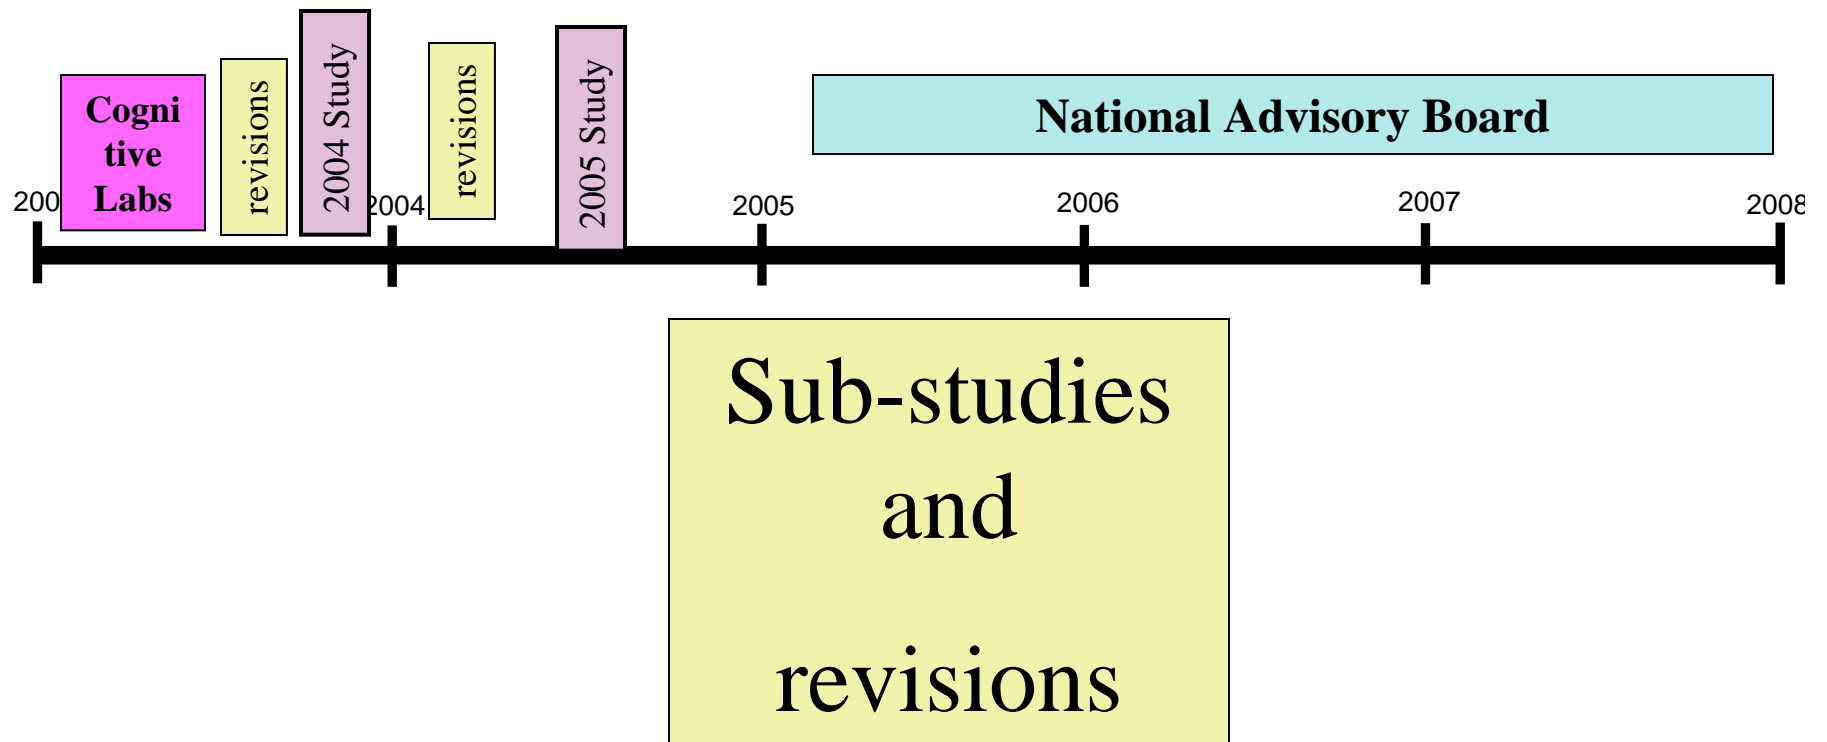 Cogni
tive
Labs
revisions
2004 Study
revisions
2005 Study
National Advisory Board
200
2004
2005
2006
2007
2008
Sub-studies
and
revisions